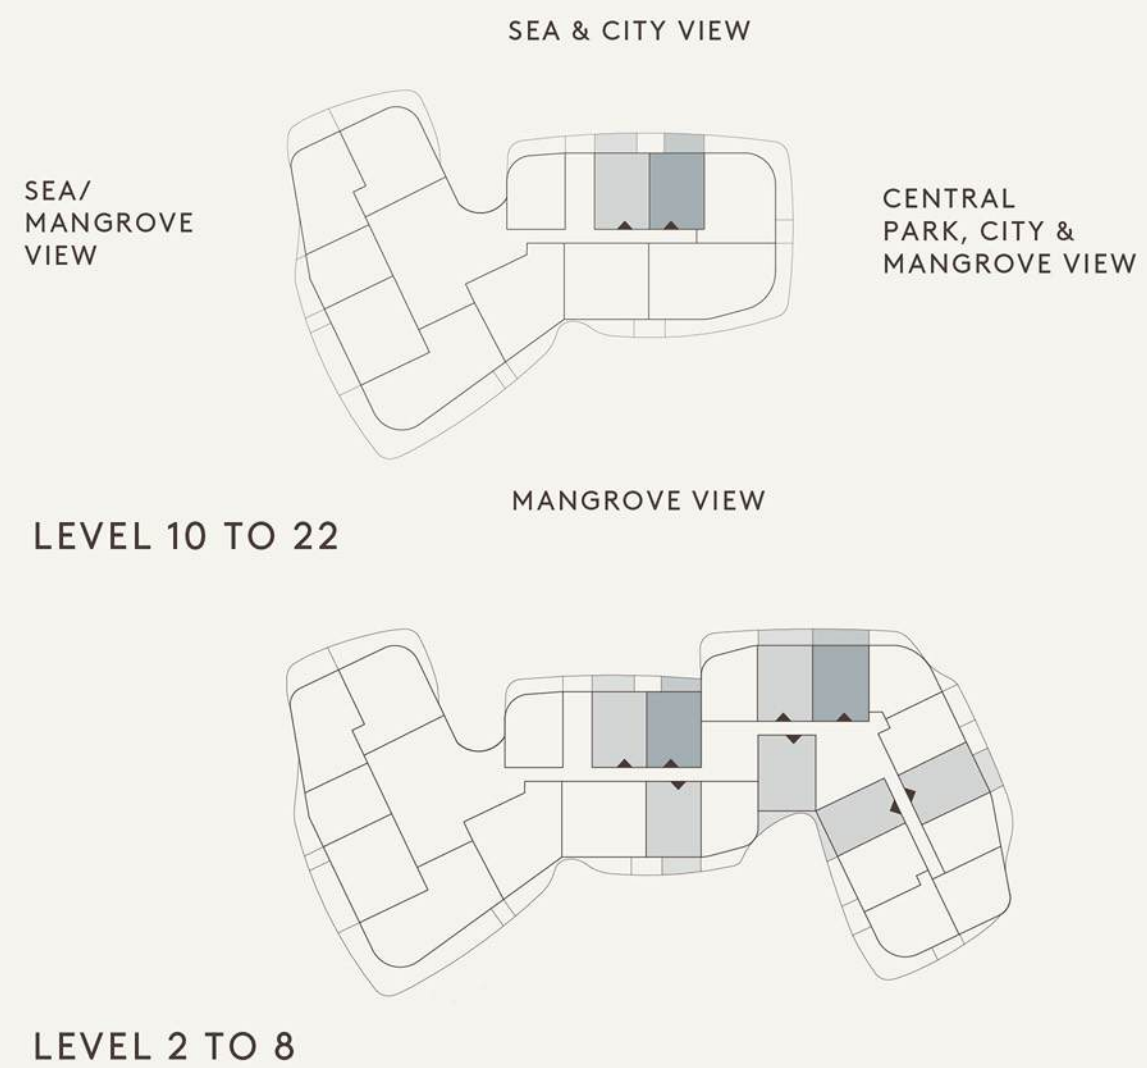 SEA & CITY VIEW
SEA/
MANGROVE
VIEW
CENTRAL
PARK, CITY &
MANGROVE VIEW
MANGROVE VIEW
LEVEL 10 TO 22
LEVEL 2 TO 8